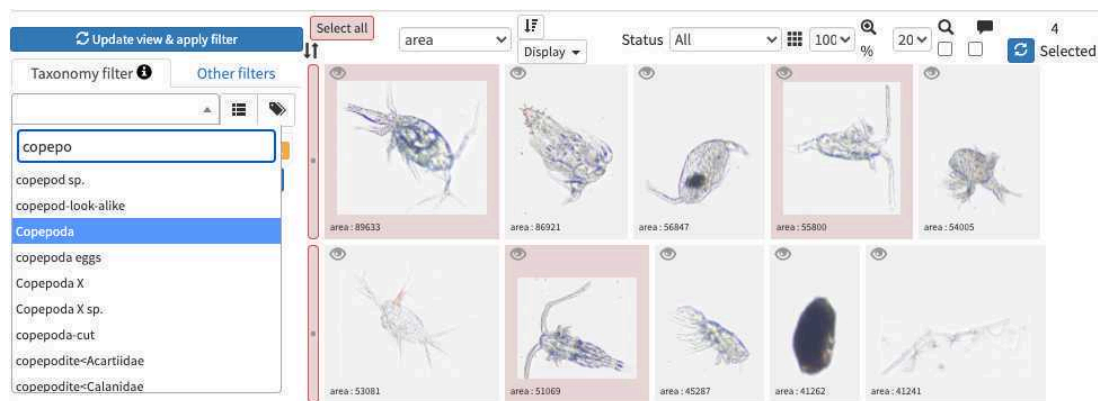 Update view & apply filter
Select all
area
Display
Status All
100
%
20
4
Selected
Taxonomy filter
Other filters
copepo
copepod sp.
copepod-look-alike
Copepoda
copepoda eggs
Copepoda X
Copepoda X sp.
copepoda-cut
copepodite<Acartiidae
copepodite<Calanidae
area : 89633
area : 86921
area : 56847
area : 55800
area : 54005
area : 53081
area : 51069
area : 45287
area : 41262
area : 41241